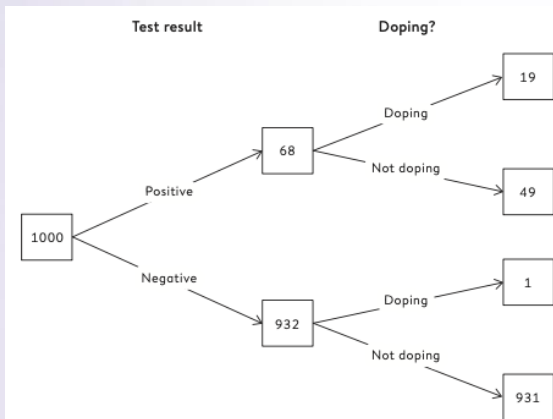 Test result
Doping?
19
Doping
68
Not doping
Positive
49
1000
Negative
Doping
1
932
Not doping
931